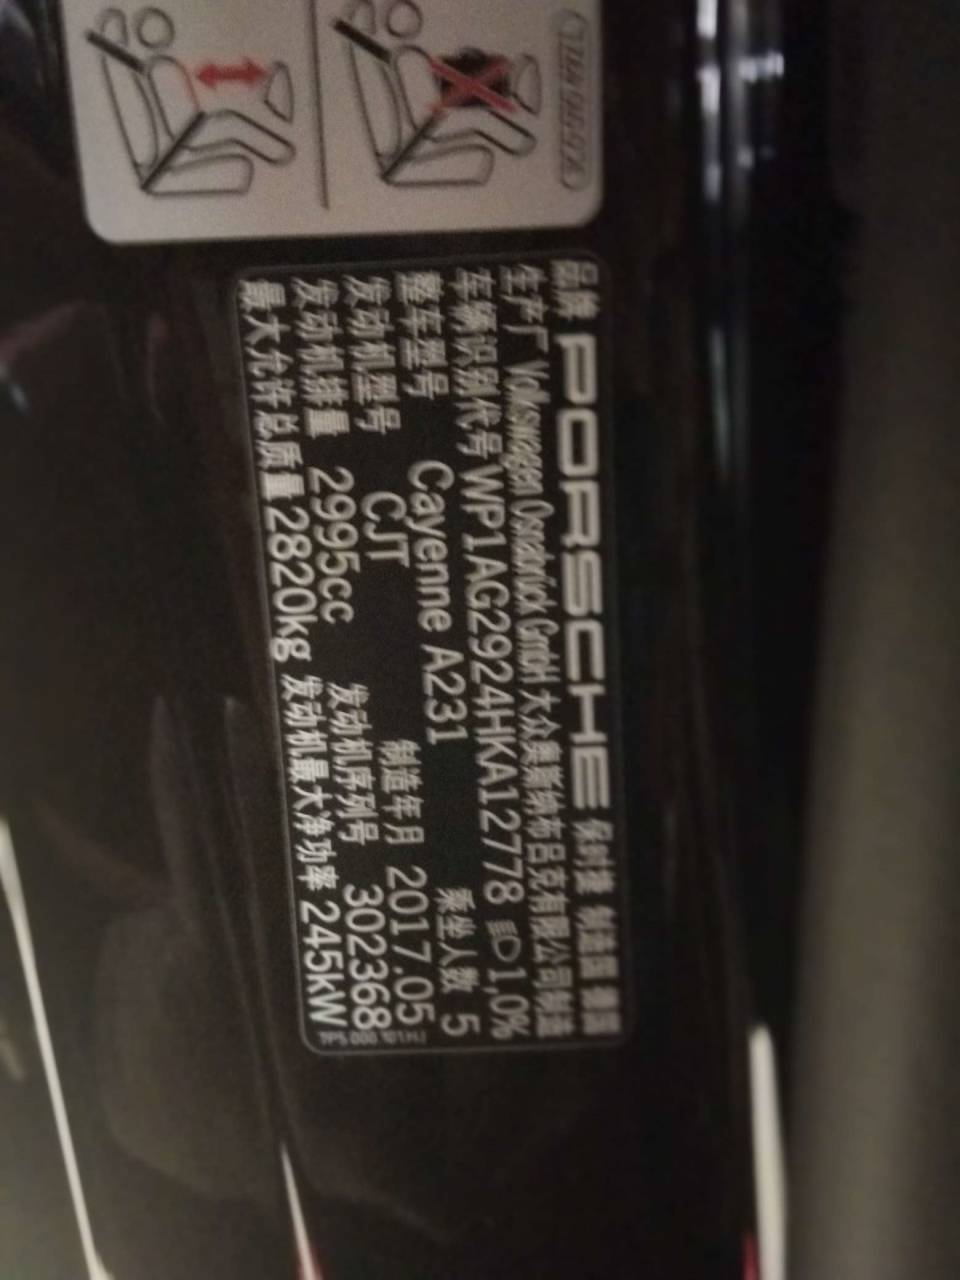 品牌 PORSCHE 保时捷 制造国 德国
生产厂 Volkswagen Osnabrück GmbH 大众奥斯纳布吕克有限公司制造
车辆识别代号 WP1AG2924HKA12778 1,0%
整车型号 Cayenne A231 乘坐人数 5
发动机型号 CJT 制造年月 2017.05
发动机排量 2995cc 发动机序列号 302368
最大允许总质量 2820kg 发动机最大净功率 245kW